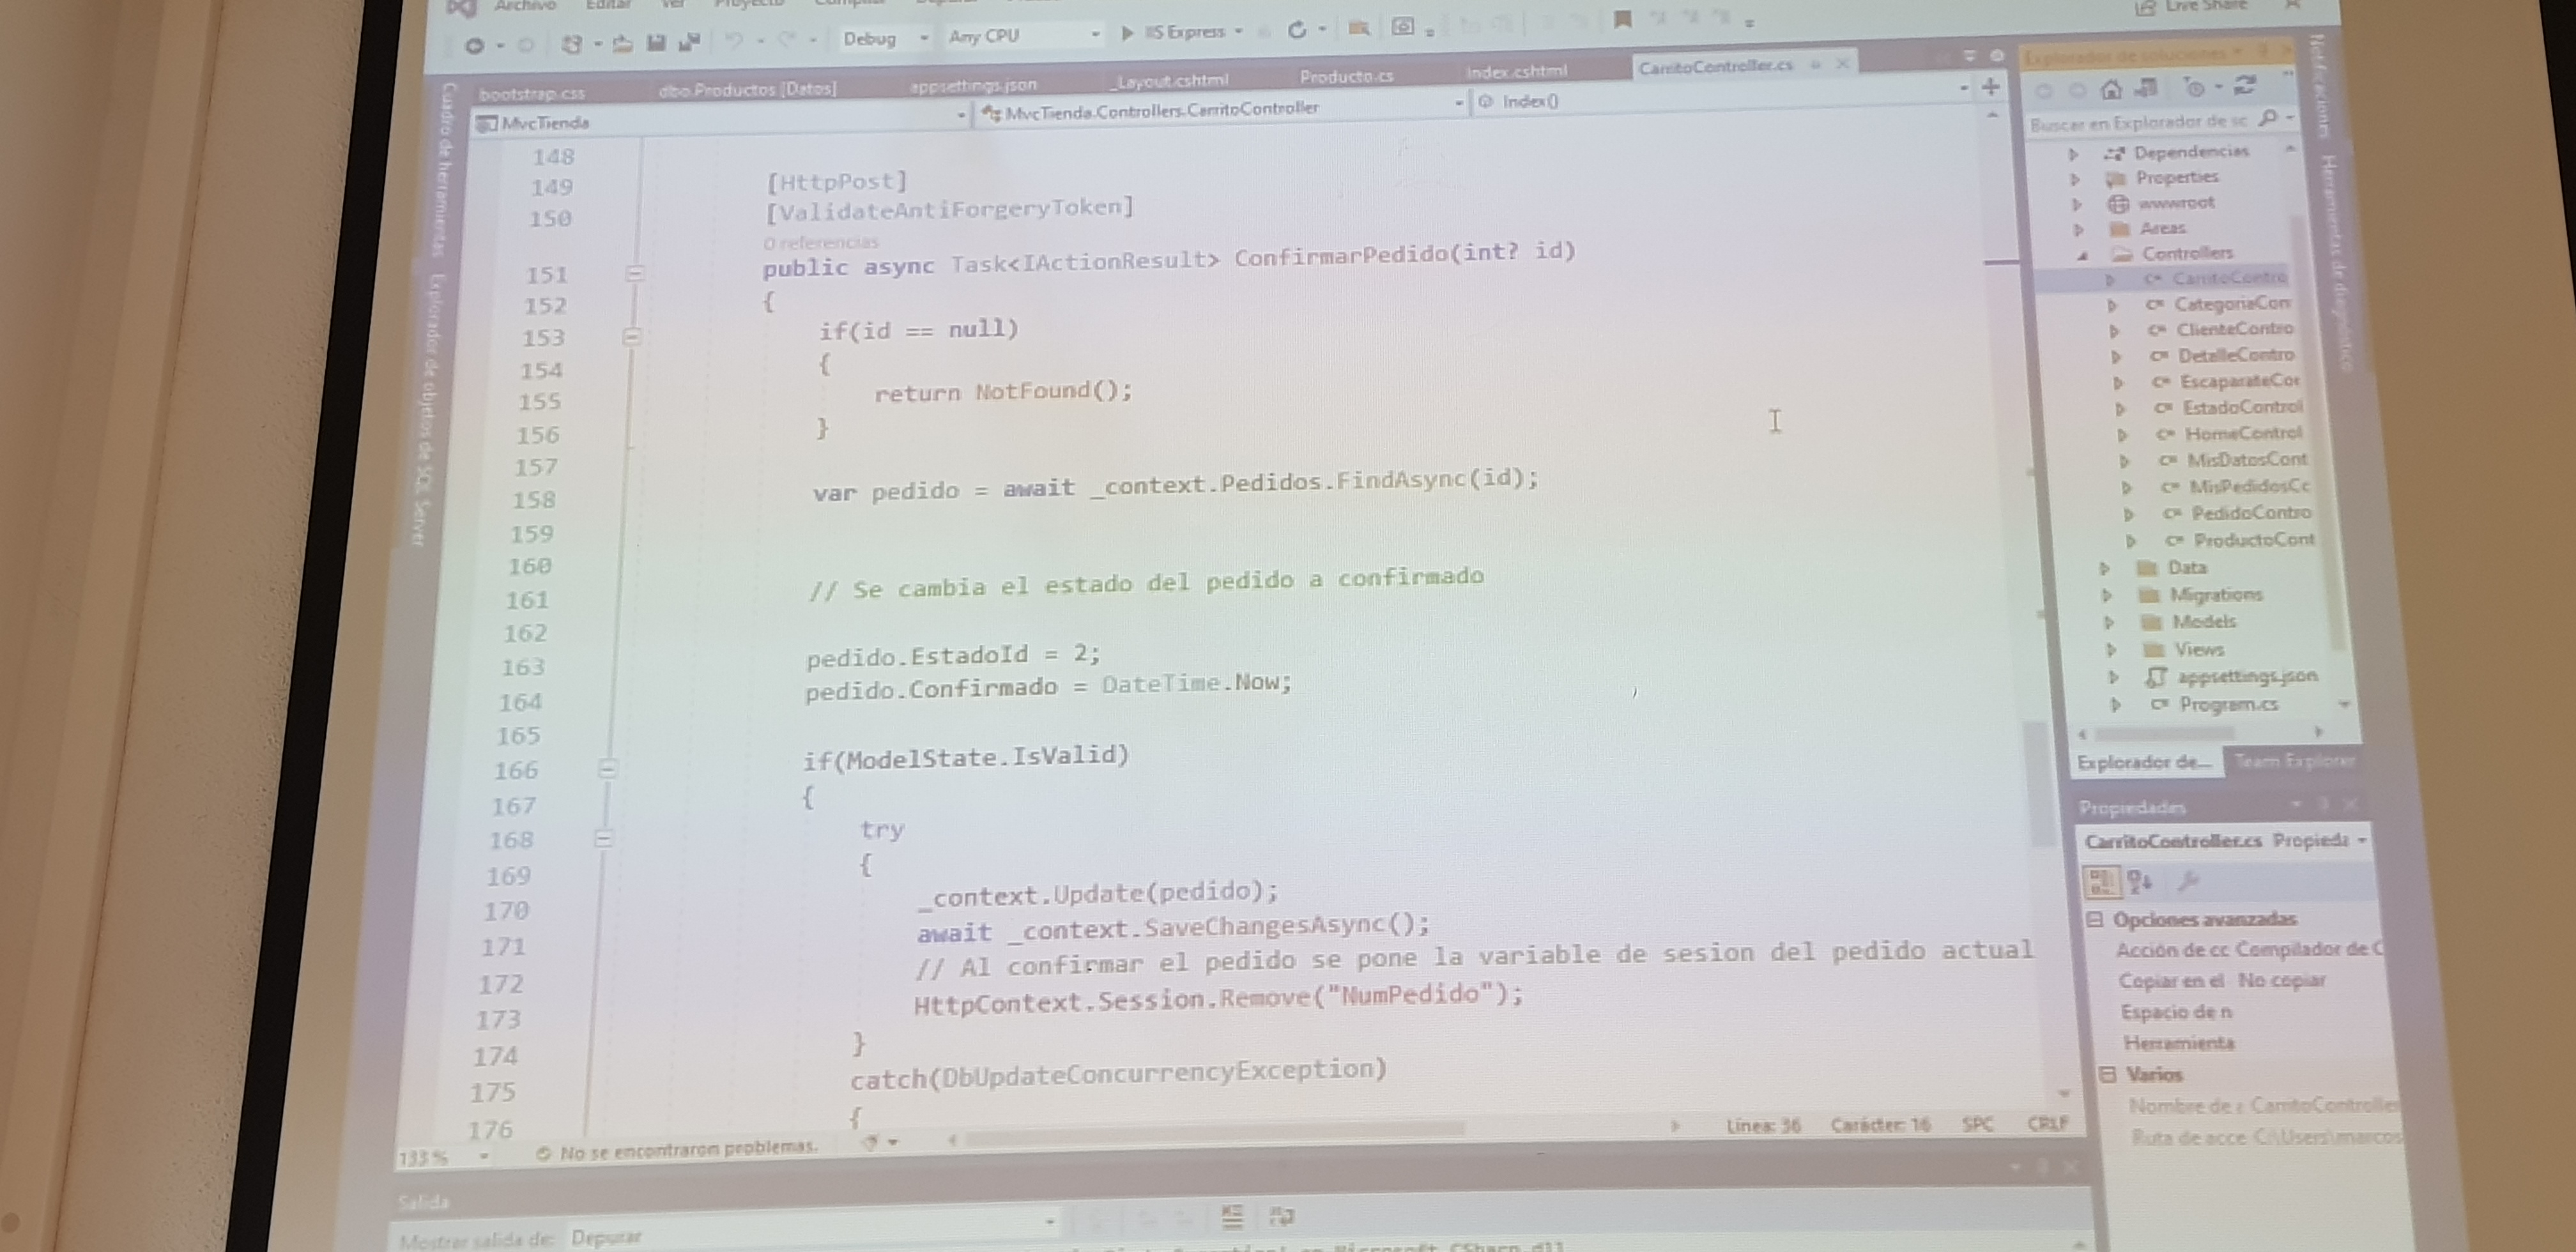 Archivo Editar Ver Proyecto Compilar
Live Share
Debug Any CPU IIS Express
bootstrap.css dbo.Productos [Datos] appsettings.json _Layout.cshtml Producto.cs Index.cshtml CarritoController.cs
Explorador de soluciones
MvcTienda MvcTienda.Controllers.CarritoController Index()
Buscar en Explorador de sc
Cuadro de herramientas
Explorador de objetos de SQL Server
Notificaciones
Herramientas de diagnóstico
148
149 [HttpPost]
150 [ValidateAntiForgeryToken]
0 referencias
151 public async Task<IActionResult> ConfirmarPedido(int? id)
152 {
153 if(id == null)
154 {
155 return NotFound();
156 }
157
158 var pedido = await _context.Pedidos.FindAsync(id);
159
160
161 // Se cambia el estado del pedido a confirmado
162
163 pedido.EstadoId = 2;
164 pedido.Confirmado = DateTime.Now;
165
166 if(ModelState.IsValid)
167 {
168 try
169 {
170 _context.Update(pedido);
171 await _context.SaveChangesAsync();
172 // Al confirmar el pedido se pone la variable de sesion del pedido actual
173 HttpContext.Session.Remove("NumPedido");
174 }
175 catch(DbUpdateConcurrencyException)
176 {
133 % No se encontraron problemas. Línea: 36 Carácter: 16 SPC CRLF
Salida
Mostrar salida de: Depurar
Dependencias
Properties
wwwroot
Areas
Controllers
C# CarritoContro
C# CategoriaCon
C# ClienteContro
C# DetalleContro
C# EscaparateCor
C# EstadoControl
C# HomeControl
C# MisDatosCont
C# MisPedidosCc
C# PedidoContro
C# ProductoCont
Data
Migrations
Models
Views
appsettings.json
C# Program.cs
Explorador de... Team Explorer
Propiedades
CarritoController.cs Propieda
Opciones avanzadas
Acción de cc Compilador de C
Copiar en el No copiar
Espacio de n
Herramienta
Varios
Nombre de a CarritoController
Ruta de acce C:\Users\marcos